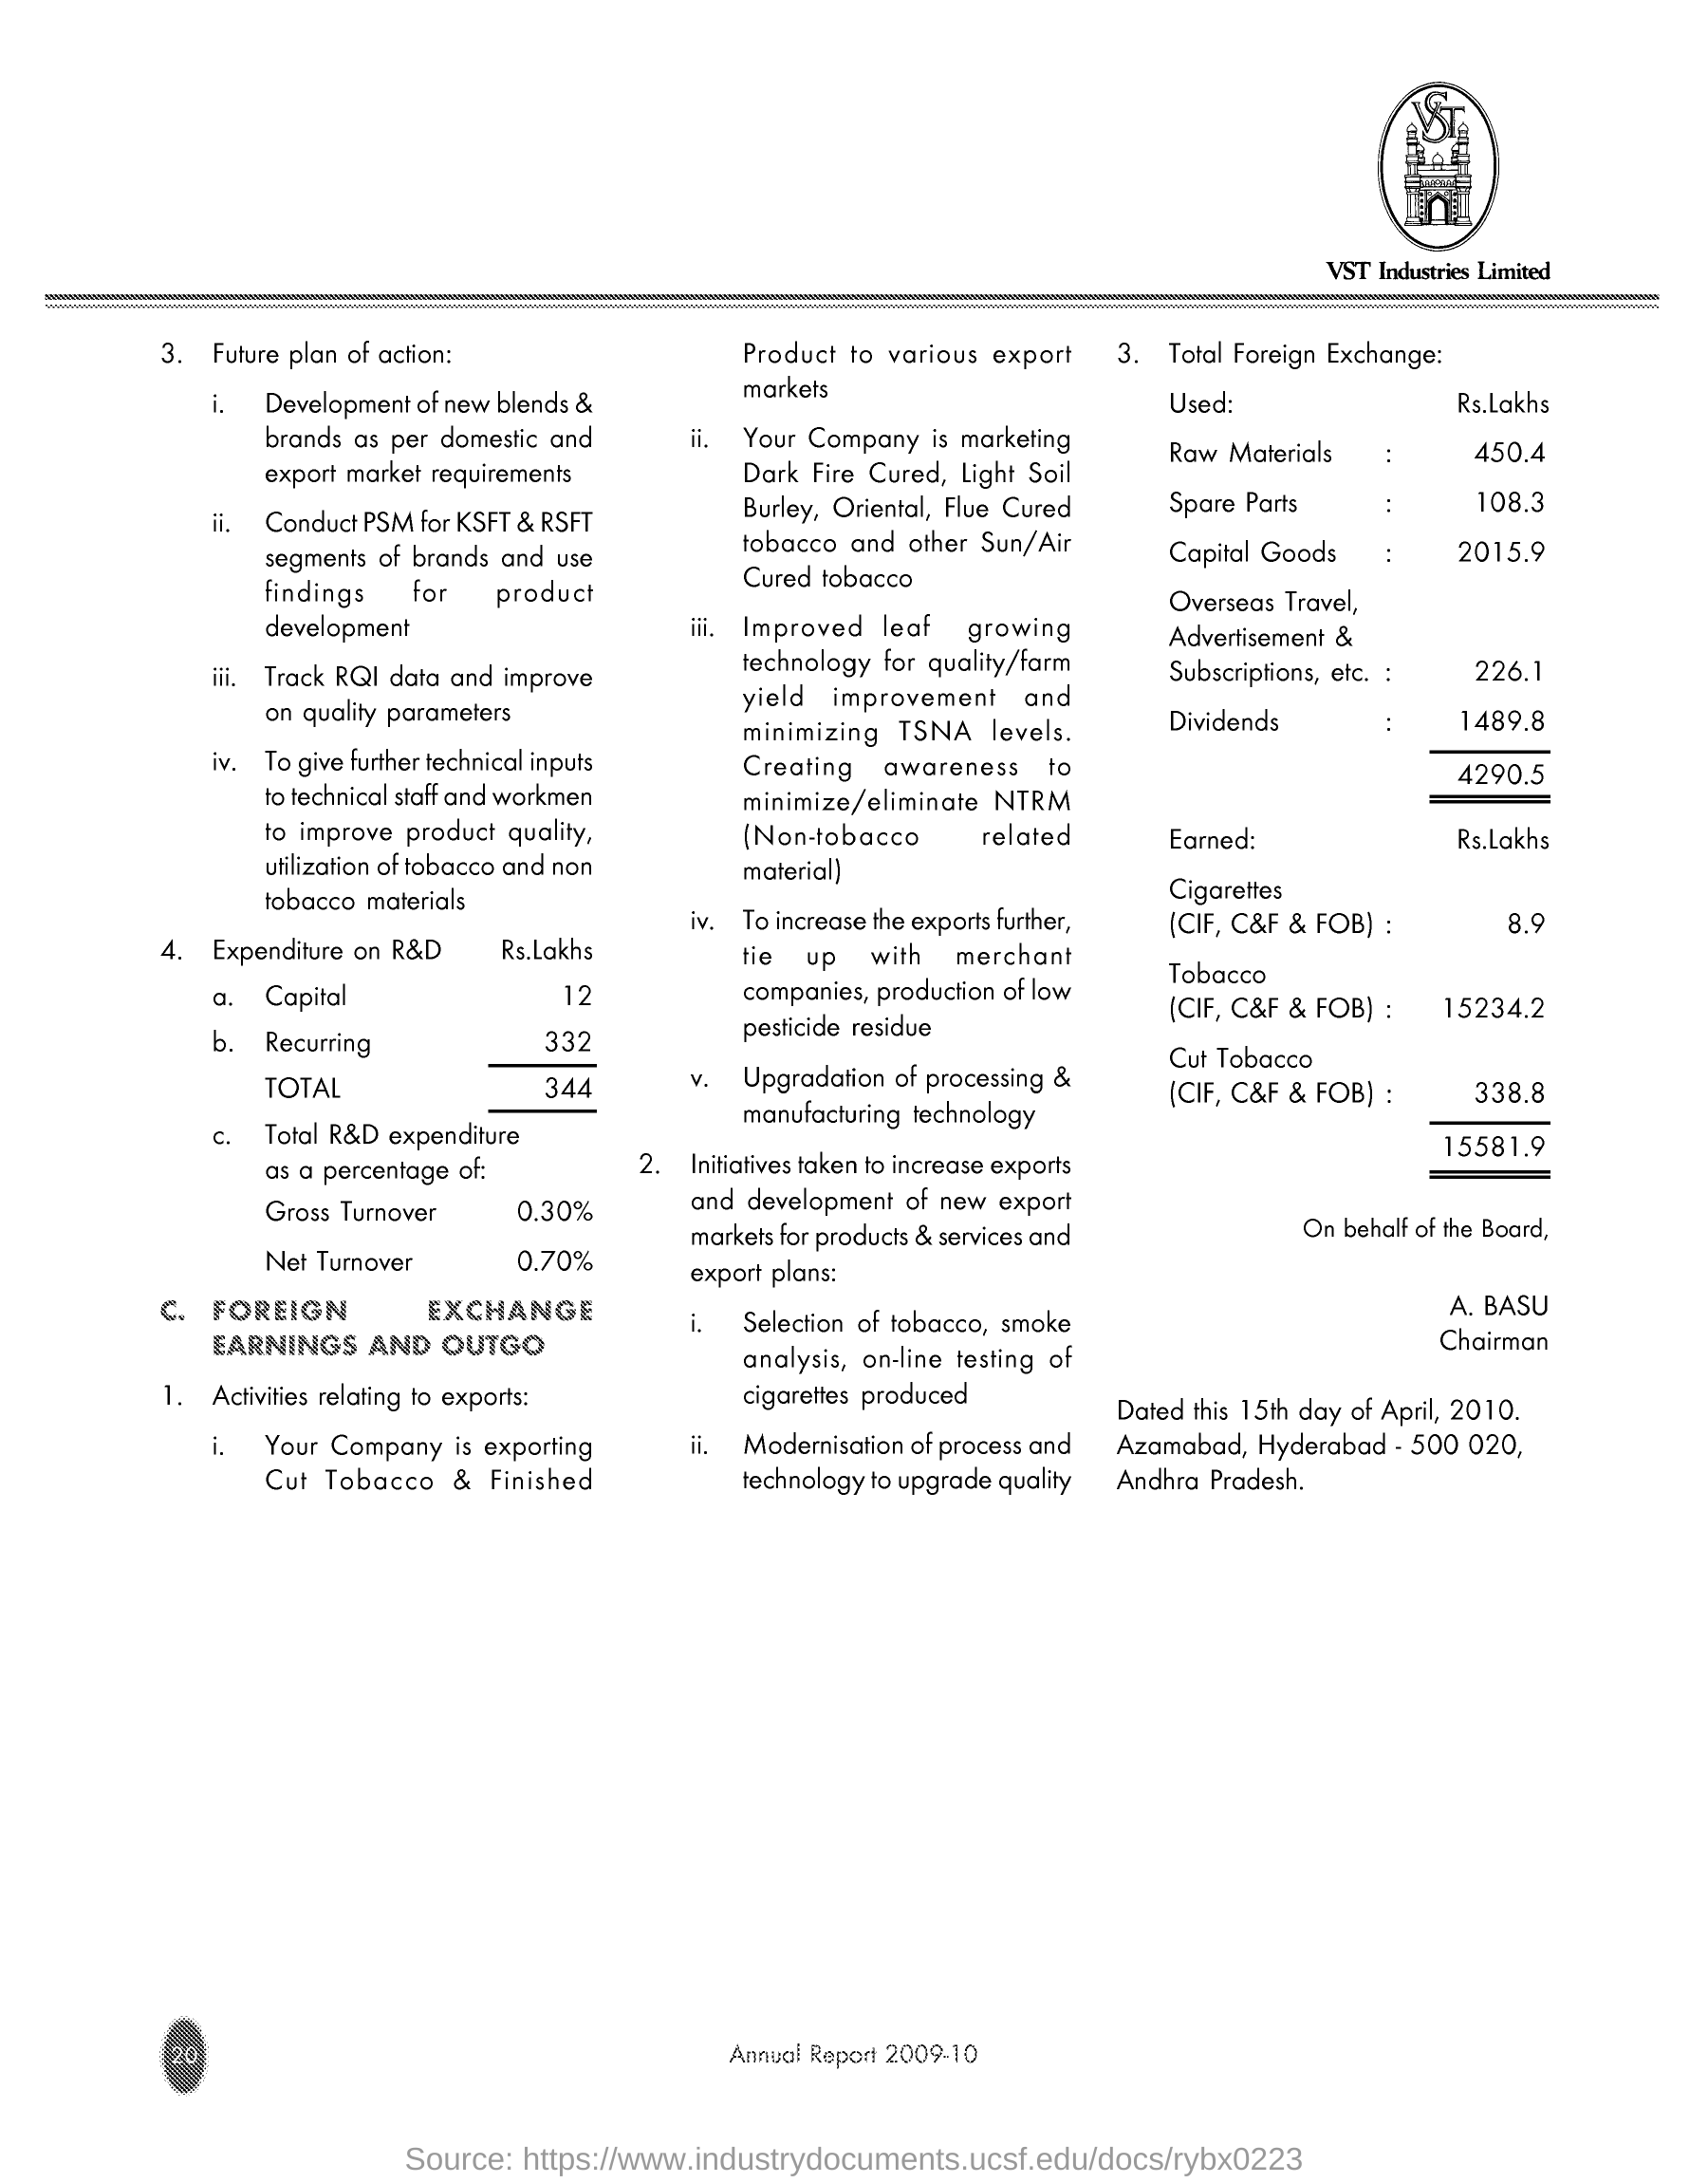 VST
VST Industries Limited
3. Future plan of action:
i. Development of new blends &
brands as per domestic and
export market requirements
ii. Conduct PSM for KSFT & RSFT
segments of brands and use
findings for product
development
iii. Track RQI data and improve
on quality parameters
iv. To give further technical inputs
to technical staff and workmen
to improve product quality,
utilization of tobacco and non
tobacco materials
4. Expenditure on R&D Rs.Lakhs
a. Capital 12
b. Recurring 332
TOTAL 344
c. Total R&D expenditure
as a percentage of:
Gross Turnover 0.30%
Net Turnover 0.70%
C. FOREIGN EXCHANGE
EARNINGS AND OUTGO
1. Activities relating to exports:
i. Your Company is exporting
Cut Tobacco & Finished
Product to various export
markets
ii. Your Company is marketing
Dark Fire Cured, Light Soil
Burley, Oriental, Flue Cured
tobacco and other Sun/Air
Cured tobacco
iii. Improved leaf growing
technology for quality/farm
yield improvement and
minimizing TSNA levels.
Creating awareness to
minimize/eliminate NTRM
(Non-tobacco related
material)
iv. To increase the exports further,
tie up with merchant
companies, production of low
pesticide residue
v. Upgradation of processing &
manufacturing technology
2. Initiatives taken to increase exports
and development of new export
markets for products & services and
export plans:
i. Selection of tobacco, smoke
analysis, on-line testing of
cigarettes produced
ii. Modernisation of process and
technology to upgrade quality
3. Total Foreign Exchange:
Used: Rs.Lakhs
Raw Materials : 450.4
Spare Parts : 108.3
Capital Goods : 2015.9
Overseas Travel,
Advertisement &
Subscriptions, etc. : 226.1
Dividends : 1489.8
4290.5
Earned: Rs.Lakhs
Cigarettes
(CIF, C&F & FOB) : 8.9
Tobacco
(CIF, C&F & FOB) : 15234.2
Cut Tobacco
(CIF, C&F & FOB) : 338.8
15581.9
On behalf of the Board,
A. BASU
Chairman
Dated this 15th day of April, 2010.
Azamabad, Hyderabad - 500 020,
Andhra Pradesh.
20
Annual Report 2009-10
Source: https://www.industrydocuments.ucsf.edu/docs/rybx0223